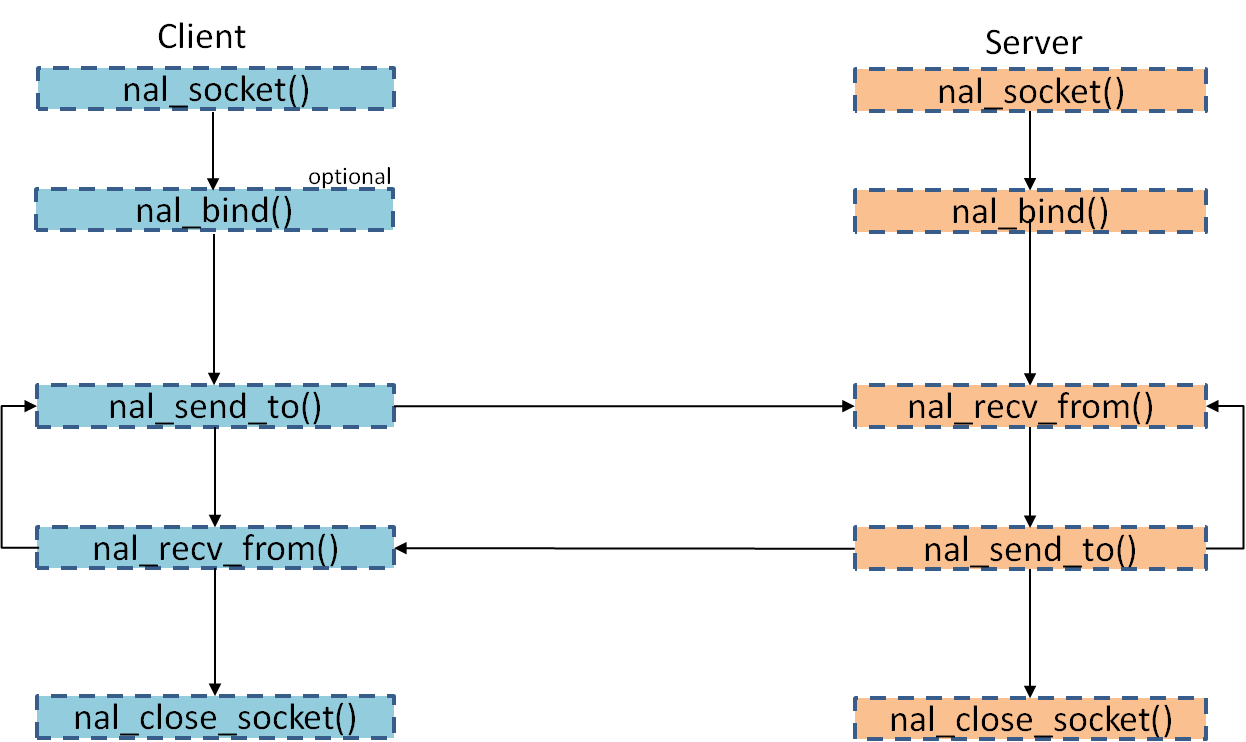 Client
Server
nal_socket()
nal_socket()
optional
nal_bind()
nal_bind()
nal_send_to()
nal_recv_from()
nal_recv_from()
nal_send_to()
nal_close_socket()
nal_close_socket()